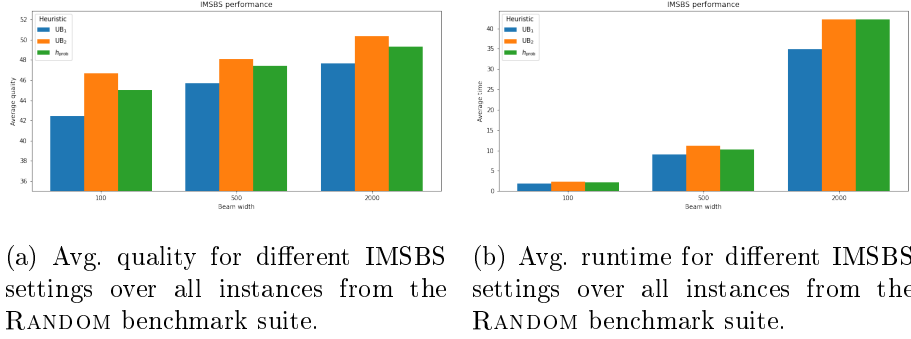 IMSBS performance
Heuristic
UB₁
UB₂
h_prob
Average quality
52
50
48
46
44
42
40
38
36
100
500
2000
Beam width
IMSBS performance
Heuristic
UB₁
UB₂
h_prob
Average time
40
35
30
25
20
15
10
5
0
100
500
2000
Beam width
(a) Avg. quality for different IMSBS
settings over all instances from the
RANDOM benchmark suite.
(b) Avg. runtime for different IMSBS
settings over all instances from the
RANDOM benchmark suite.